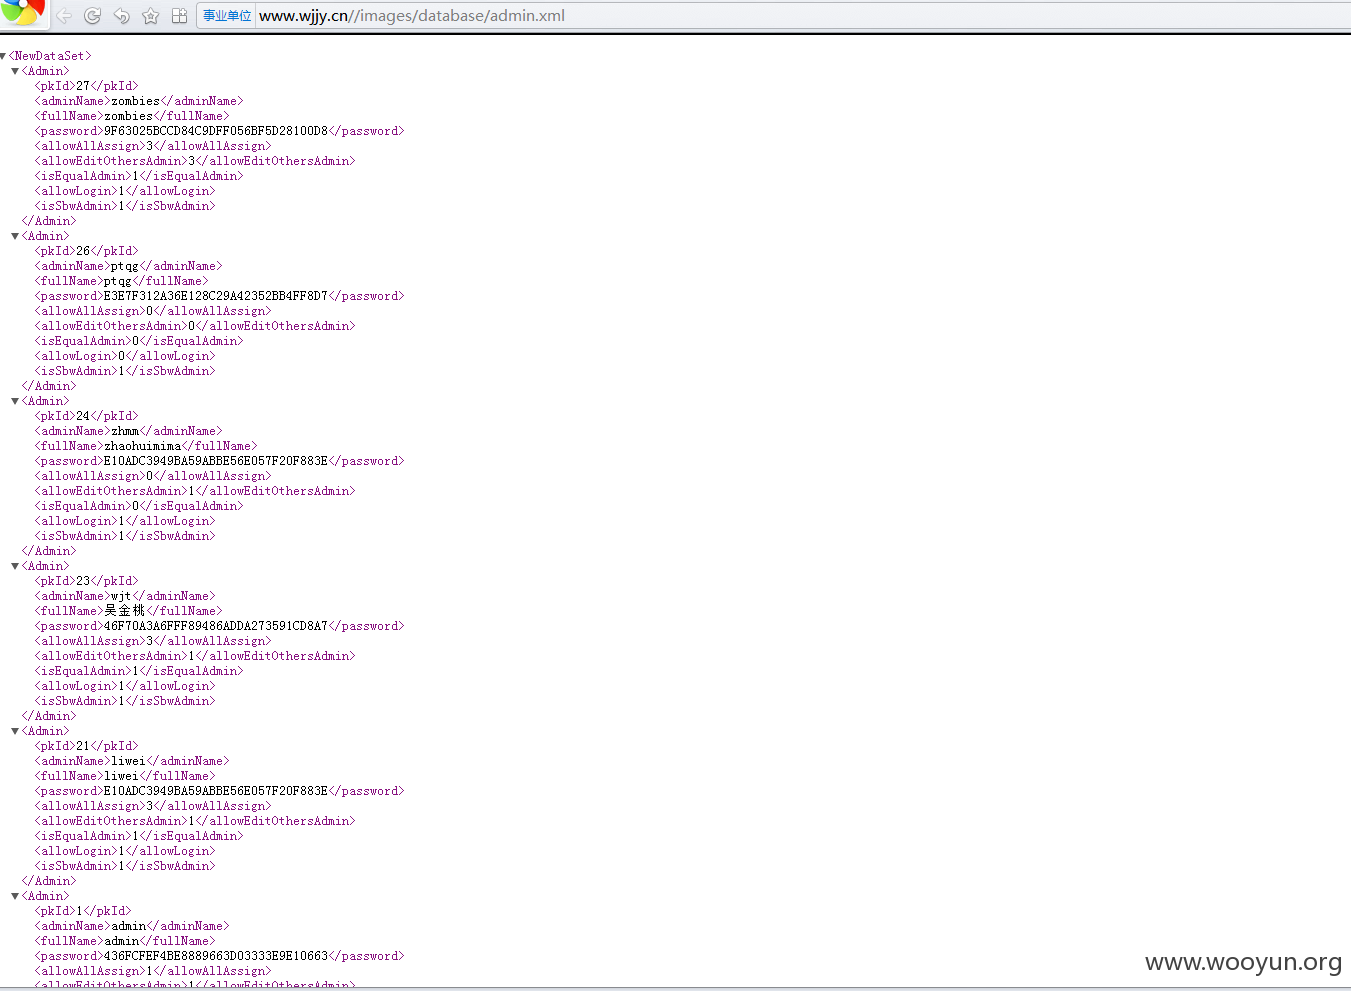 事业单位 www.wjjy.cn//images/database/admin.xml
▼<NewDataSet>
▼<Admin>
<pkId>27</pkId>
<adminName>zombies</adminName>
<fullName>zombies</fullName>
<password>9F63025BCCD84C9DFF056BF5D28100D8</password>
<allowAllAssign>3</allowAllAssign>
<allowEditOthersAdmin>3</allowEditOthersAdmin>
<isEqualAdmin>1</isEqualAdmin>
<allowLogin>1</allowLogin>
<isSbwAdmin>1</isSbwAdmin>
</Admin>
▼<Admin>
<pkId>26</pkId>
<adminName>ptqg</adminName>
<fullName>ptqg</fullName>
<password>E3E7F312A36E128C29A42352BB4FF8D7</password>
<allowAllAssign>0</allowAllAssign>
<allowEditOthersAdmin>0</allowEditOthersAdmin>
<isEqualAdmin>0</isEqualAdmin>
<allowLogin>0</allowLogin>
<isSbwAdmin>1</isSbwAdmin>
</Admin>
▼<Admin>
<pkId>24</pkId>
<adminName>zhmm</adminName>
<fullName>zhaohuimima</fullName>
<password>E10ADC3949BA59ABBE56E057F20F883E</password>
<allowAllAssign>0</allowAllAssign>
<allowEditOthersAdmin>1</allowEditOthersAdmin>
<isEqualAdmin>0</isEqualAdmin>
<allowLogin>1</allowLogin>
<isSbwAdmin>1</isSbwAdmin>
</Admin>
▼<Admin>
<pkId>23</pkId>
<adminName>wjt</adminName>
<fullName>吴金桃</fullName>
<password>46F70A3A6FFF89486ADDA273591CD8A7</password>
<allowAllAssign>3</allowAllAssign>
<allowEditOthersAdmin>1</allowEditOthersAdmin>
<isEqualAdmin>1</isEqualAdmin>
<allowLogin>1</allowLogin>
<isSbwAdmin>1</isSbwAdmin>
</Admin>
▼<Admin>
<pkId>21</pkId>
<adminName>liwei</adminName>
<fullName>liwei</fullName>
<password>E10ADC3949BA59ABBE56E057F20F883E</password>
<allowAllAssign>3</allowAllAssign>
<allowEditOthersAdmin>1</allowEditOthersAdmin>
<isEqualAdmin>1</isEqualAdmin>
<allowLogin>1</allowLogin>
<isSbwAdmin>1</isSbwAdmin>
</Admin>
▼<Admin>
<pkId>1</pkId>
<adminName>admin</adminName>
<fullName>admin</fullName>
<password>436FCFEF4BE8889663D03333E9E10663</password>
<allowAllAssign>1</allowAllAssign>
<allowEditOthersAdmin>1</allowEditOthersAdmin>
www.wooyun.org